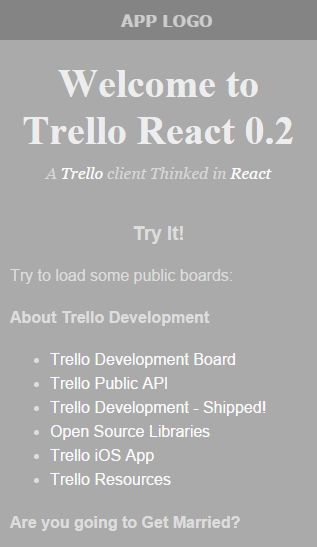 APP LOGO
Welcome to
Trello React 0.2
A Trello client Thinked in React
Try It!
Try to load some public boards:
About Trello Development
Trello Development Board
Trello Public API
Trello Development - Shipped!
Open Source Libraries
Trello iOS App
Trello Resources
Are you going to Get Married?